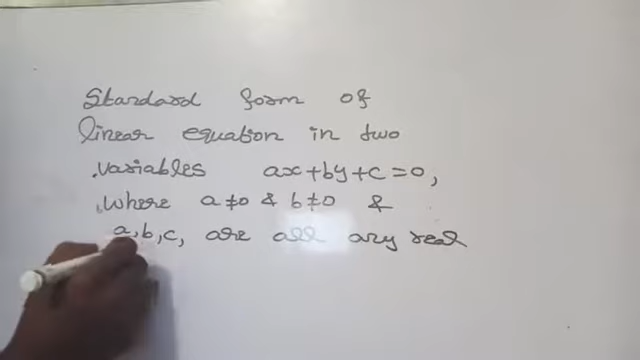 Standard form of
linear equation in two
variables ax+by+c=0,
where a≠0 & b≠0 &
a,b,c, are all any real